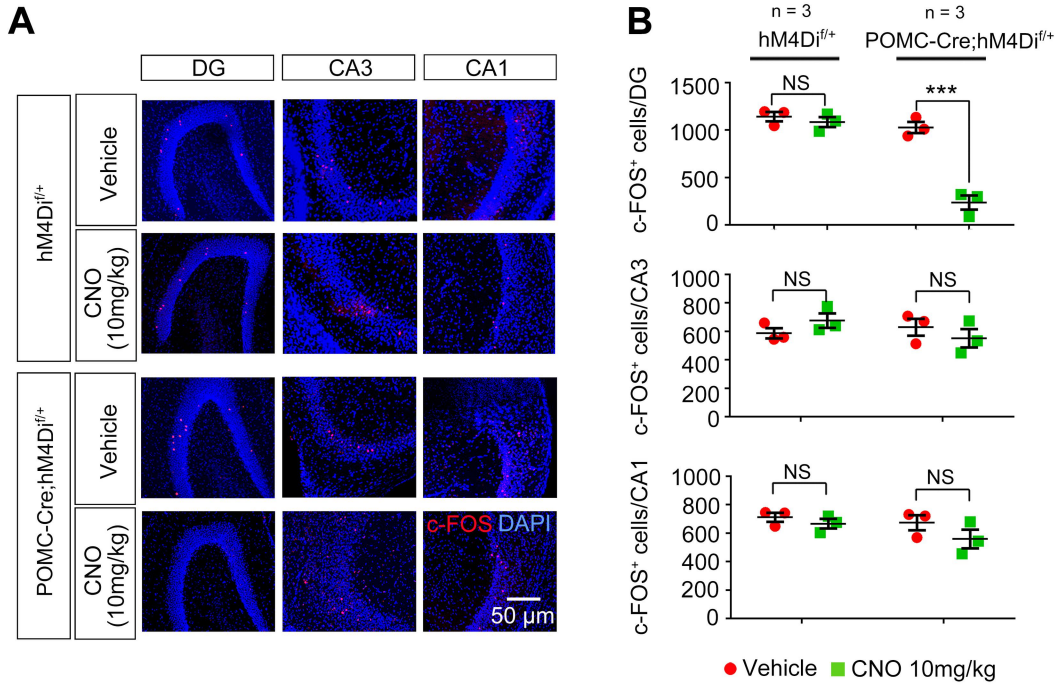 A
DG CA3 CA1
hM4Di^f/+
Vehicle
CNO
(10mg/kg)
POMC-Cre;hM4Di^f/+
Vehicle
CNO
(10mg/kg)
c-FOS DAPI
50 µm
B
n = 3 n = 3
hM4Di^f/+ POMC-Cre;hM4Di^f/+
c-FOS⁺ cells/DG
1500
1000
500
0
NS ***
c-FOS⁺ cells/CA3
1000
800
600
400
200
0
NS NS
c-FOS⁺ cells/CA1
1000
800
600
400
200
0
NS NS
Vehicle CNO 10mg/kg